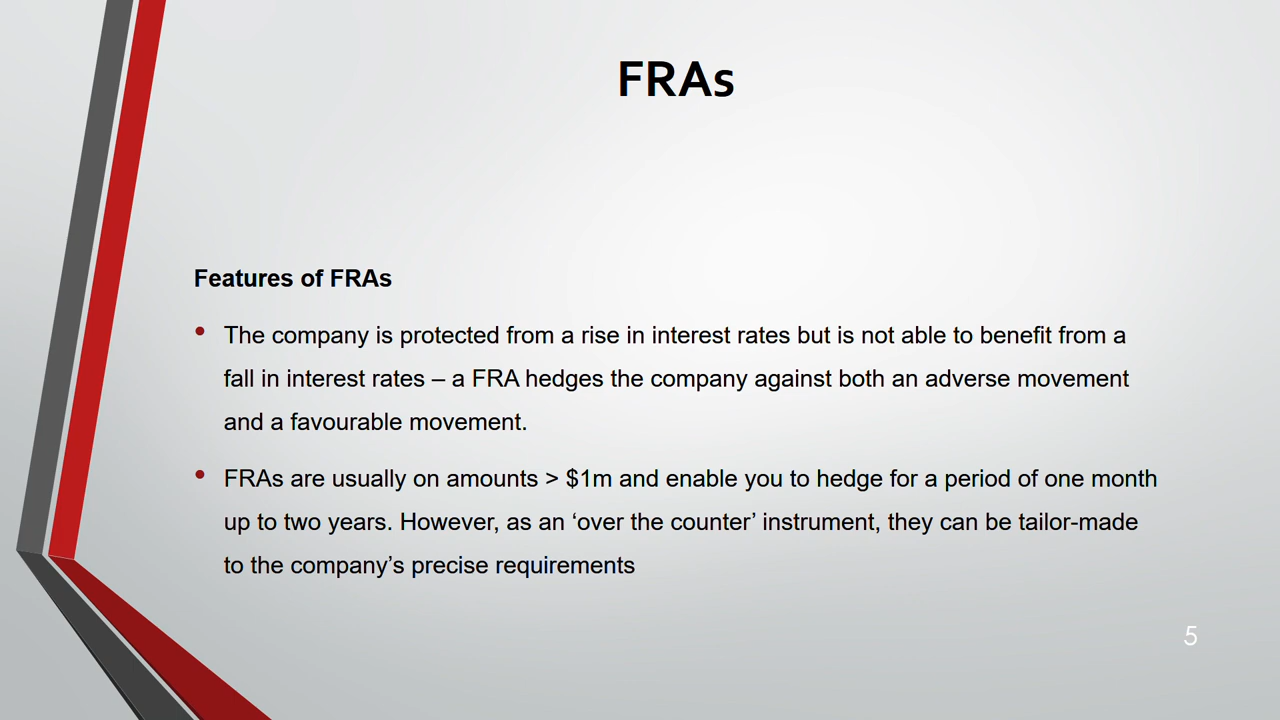 FRAs
Features of FRAs
• The company is protected from a rise in interest rates but is not able to benefit from a
fall in interest rates – a FRA hedges the company against both an adverse movement
and a favourable movement.
• FRAs are usually on amounts > $1m and enable you to hedge for a period of one month
up to two years. However, as an ‘over the counter’ instrument, they can be tailor-made
to the company’s precise requirements
5